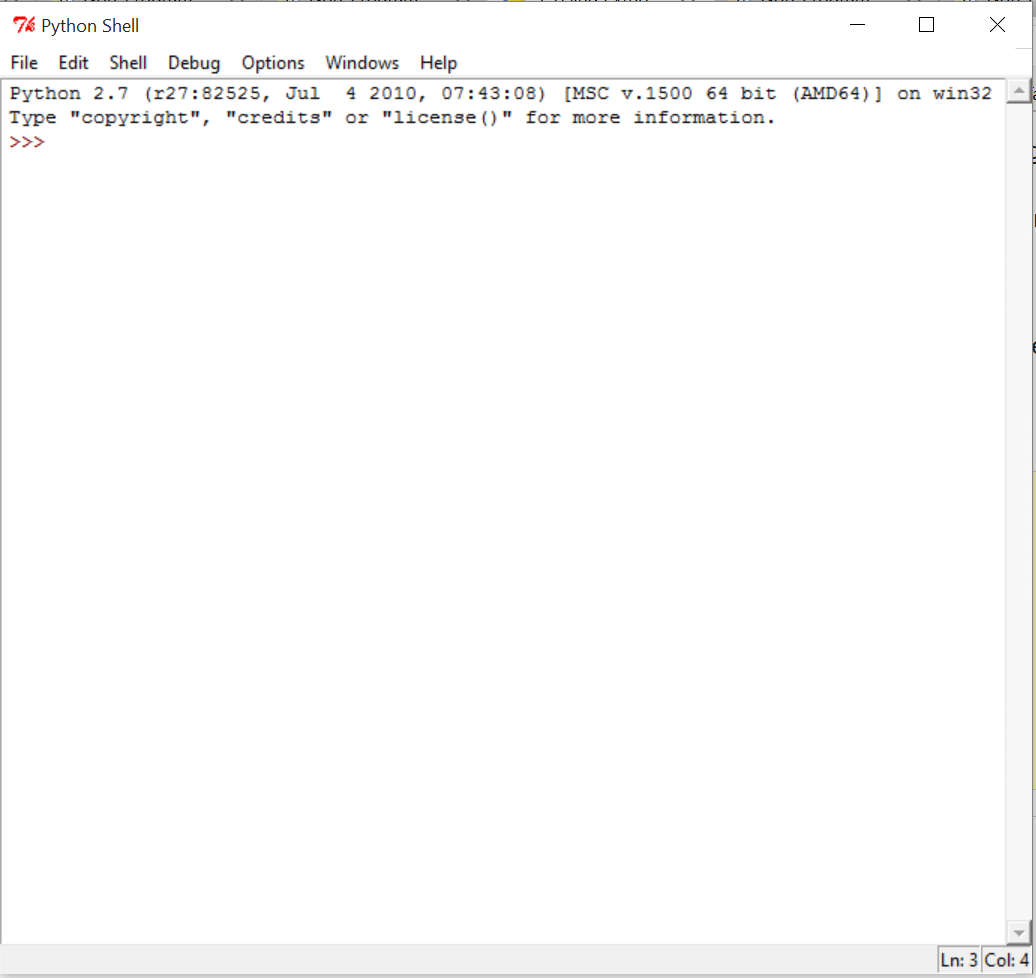 Python Shell
File Edit Shell Debug Options Windows Help
Python 2.7 (r27:82525, Jul  4 2010, 07:43:08) [MSC v.1500 64 bit (AMD64)] on win32
Type "copyright", "credits" or "license()" for more information.
>>>
Ln: 3 Col: 4